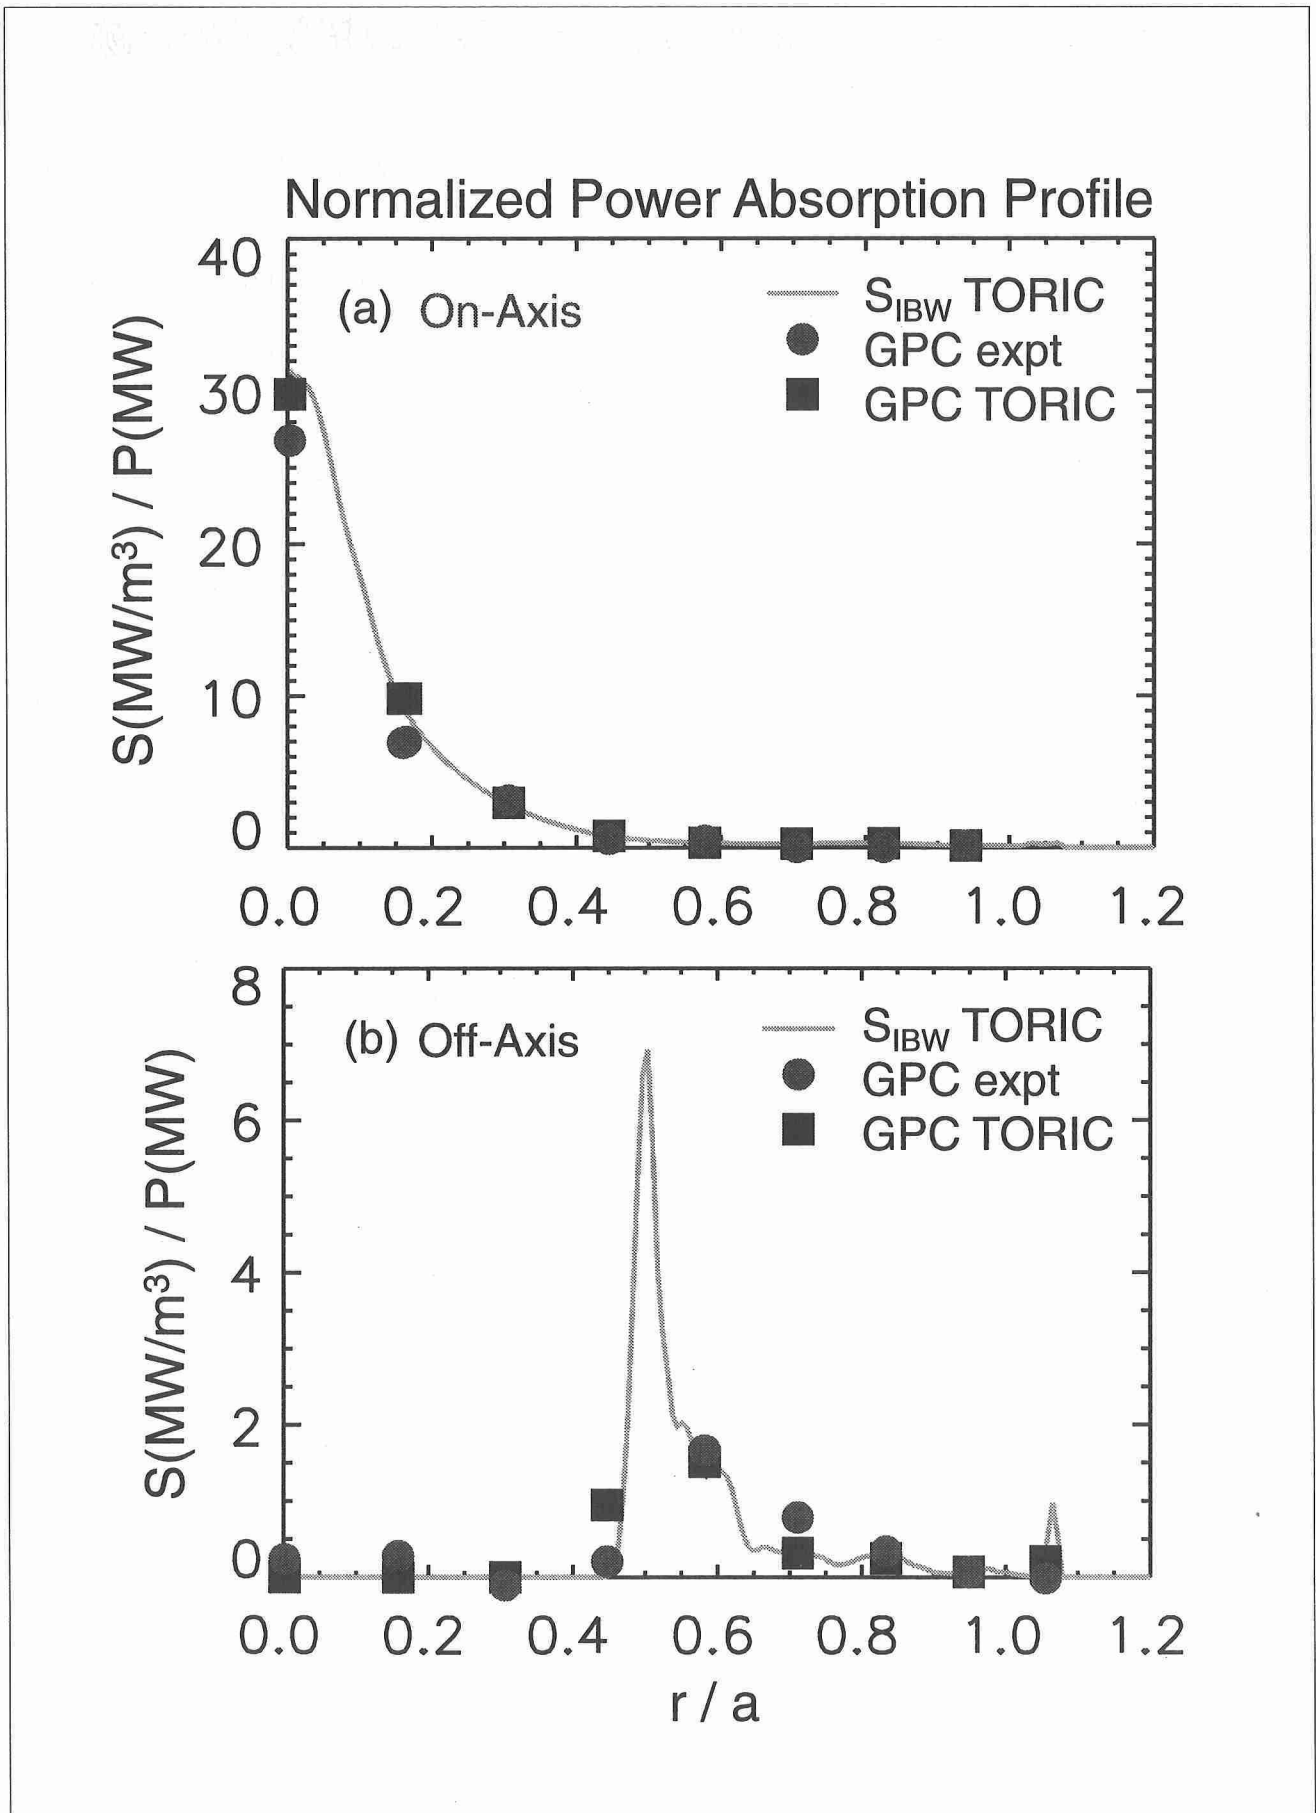 Normalized Power Absorption Profile
S(MW/m³) / P(MW)
40
30
20
10
0
(a) On-Axis
S_IBW TORIC
GPC expt
GPC TORIC
0.0 0.2 0.4 0.6 0.8 1.0 1.2
S(MW/m³) / P(MW)
8
6
4
2
0
(b) Off-Axis
S_IBW TORIC
GPC expt
GPC TORIC
0.0 0.2 0.4 0.6 0.8 1.0 1.2
r / a